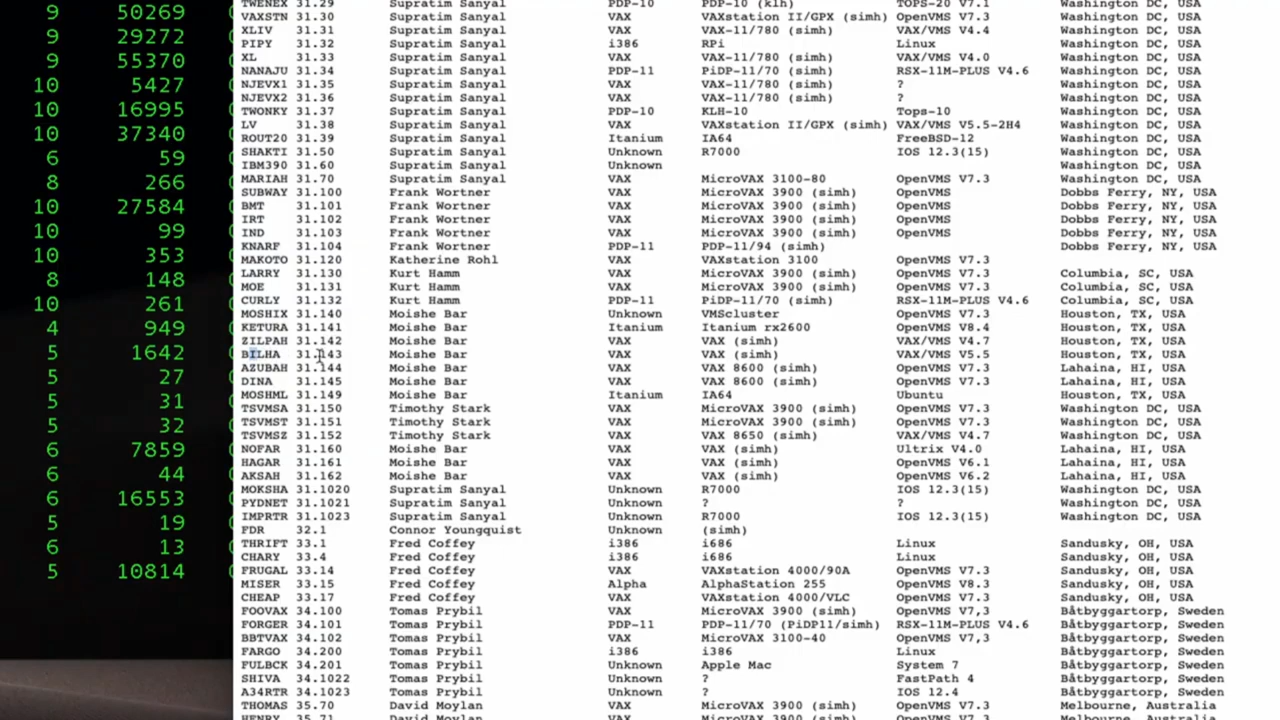 9 50269
9 29272
9 55370
10 5427
10 16995
10 37340
6 59
8 266
10 27584
10 99
10 353
8 148
10 261
4 949
5 1642
5 27
5 31
5 32
6 7859
6 44
6 16553
5 19
6 13
5 10814
TWENEX 31.29 Supratim Sanyal PDP-10 PDP-10 (klh) TOPS-20 V7.1 Washington DC, USA
VAXSTN 31.30 Supratim Sanyal VAX VAXstation II/GPX (simh) OpenVMS V7.3 Washington DC, USA
XLIV 31.31 Supratim Sanyal VAX VAX-11/780 (simh) VAX/VMS V4.4 Washington DC, USA
PIPY 31.32 Supratim Sanyal i386 RPi Linux Washington DC, USA
XL 31.33 Supratim Sanyal VAX VAX-11/780 (simh) VAX/VMS V4.0 Washington DC, USA
NANAJU 31.34 Supratim Sanyal PDP-11 PiDP-11/70 (simh) RSX-11M-PLUS V4.6 Washington DC, USA
NJEVX1 31.35 Supratim Sanyal VAX VAX-11/780 (simh) ? Washington DC, USA
NJEVX2 31.36 Supratim Sanyal VAX VAX-11/780 (simh) ? Washington DC, USA
TWONKY 31.37 Supratim Sanyal PDP-10 KLH-10 Tops-10 Washington DC, USA
LV 31.38 Supratim Sanyal VAX VAXstation II/GPX (simh) VAX/VMS V5.5-2H4 Washington DC, USA
ROUT20 31.39 Supratim Sanyal Itanium IA64 FreeBSD-12 Washington DC, USA
SHAKTI 31.50 Supratim Sanyal Unknown R7000 IOS 12.3(15) Washington DC, USA
IBM390 31.60 Supratim Sanyal Unknown Washington DC, USA
MARIAH 31.70 Supratim Sanyal VAX MicroVAX 3100-80 OpenVMS V7.3 Washington DC, USA
SUBWAY 31.100 Frank Wortner VAX MicroVAX 3900 (simh) OpenVMS Dobbs Ferry, NY, USA
BMT 31.101 Frank Wortner VAX MicroVAX 3900 (simh) OpenVMS Dobbs Ferry, NY, USA
IRT 31.102 Frank Wortner VAX MicroVAX 3900 (simh) OpenVMS Dobbs Ferry, NY, USA
IND 31.103 Frank Wortner VAX MicroVAX 3900 (simh) OpenVMS Dobbs Ferry, NY, USA
KNARF 31.104 Frank Wortner PDP-11 PDP-11/94 (simh) Dobbs Ferry, NY, USA
MAKOTO 31.120 Katherine Rohl VAX VAXstation 3100 OpenVMS V7.3
LARRY 31.130 Kurt Hamm VAX MicroVAX 3900 (simh) OpenVMS V7.3 Columbia, SC, USA
MOE 31.131 Kurt Hamm VAX MicroVAX 3900 (simh) OpenVMS V7.3 Columbia, SC, USA
CURLY 31.132 Kurt Hamm PDP-11 PiDP-11/70 (simh) RSX-11M-PLUS V4.6 Columbia, SC, USA
MOSHIX 31.140 Moishe Bar Unknown VMScluster OpenVMS V7.3 Houston, TX, USA
KETURA 31.141 Moishe Bar Itanium Itanium rx2600 OpenVMS V8.4 Houston, TX, USA
ZILPAH 31.142 Moishe Bar VAX VAX (simh) VAX/VMS V4.7 Houston, TX, USA
BILHA 31.143 Moishe Bar VAX VAX (simh) VAX/VMS V5.5 Houston, TX, USA
AZUBAH 31.144 Moishe Bar VAX VAX 8600 (simh) OpenVMS V7.3 Lahaina, HI, USA
DINA 31.145 Moishe Bar VAX VAX 8600 (simh) OpenVMS V7.3 Lahaina, HI, USA
MOSHML 31.149 Moishe Bar Itanium IA64 Ubuntu Houston, TX, USA
TSVMSA 31.150 Timothy Stark VAX MicroVAX 3900 (simh) OpenVMS V7.3 Washington DC, USA
TSVMST 31.151 Timothy Stark VAX MicroVAX 3900 (simh) OpenVMS V7.3 Washington DC, USA
TSVMSZ 31.152 Timothy Stark VAX VAX 8650 (simh) VAX/VMS V4.7 Washington DC, USA
NOFAR 31.160 Moishe Bar VAX VAX (simh) Ultrix V4.0 Lahaina, HI, USA
HAGAR 31.161 Moishe Bar VAX VAX (simh) OpenVMS V6.1 Lahaina, HI, USA
AKSAH 31.162 Moishe Bar VAX VAX (simh) OpenVMS V6.2 Lahaina, HI, USA
MOKSHA 31.1020 Supratim Sanyal Unknown R7000 IOS 12.3(15) Washington DC, USA
PYDNET 31.1021 Supratim Sanyal Unknown ? ? Washington DC, USA
IMPRTR 31.1023 Supratim Sanyal Unknown R7000 IOS 12.3(15) Washington DC, USA
FDR 32.1 Connor Youngquist Unknown (simh)
THRIFT 33.1 Fred Coffey i386 i686 Linux Sandusky, OH, USA
CHARY 33.4 Fred Coffey i386 i686 Linux Sandusky, OH, USA
FRUGAL 33.14 Fred Coffey VAX VAXstation 4000/90A OpenVMS V7.3 Sandusky, OH, USA
MISER 33.15 Fred Coffey Alpha AlphaStation 255 OpenVMS V8.3 Sandusky, OH, USA
CHEAP 33.17 Fred Coffey VAX VAXstation 4000/VLC OpenVMS V7.3 Sandusky, OH, USA
FOOVAX 34.100 Tomas Prybil VAX MicroVAX 3900 (simh) OpenVMS V7,3 Båtbyggartorp, Sweden
FORGER 34.101 Tomas Prybil PDP-11 PDP-11/70 (PiDP11/simh) RSX-11M-PLUS V4.6 Båtbyggartorp, Sweden
BBTVAX 34.102 Tomas Prybil VAX MicroVAX 3100-40 OpenVMS V7,3 Båtbyggartorp, Sweden
FARGO 34.200 Tomas Prybil i386 i386 Linux Båtbyggartorp, Sweden
FULBCK 34.201 Tomas Prybil Unknown Apple Mac System 7 Båtbyggartorp, Sweden
SHIVA 34.1022 Tomas Prybil Unknown ? FastPath 4 Båtbyggartorp, Sweden
A34RTR 34.1023 Tomas Prybil Unknown ? IOS 12.4 Båtbyggartorp, Sweden
THOMAS 35.70 David Moylan VAX MicroVAX 3900 (simh) OpenVMS V7.3 Melbourne, Australia
HENRY 35.71 David Moylan VAX MicroVAX 3900 (simh) OpenVMS V7.3 Melbourne, Australia